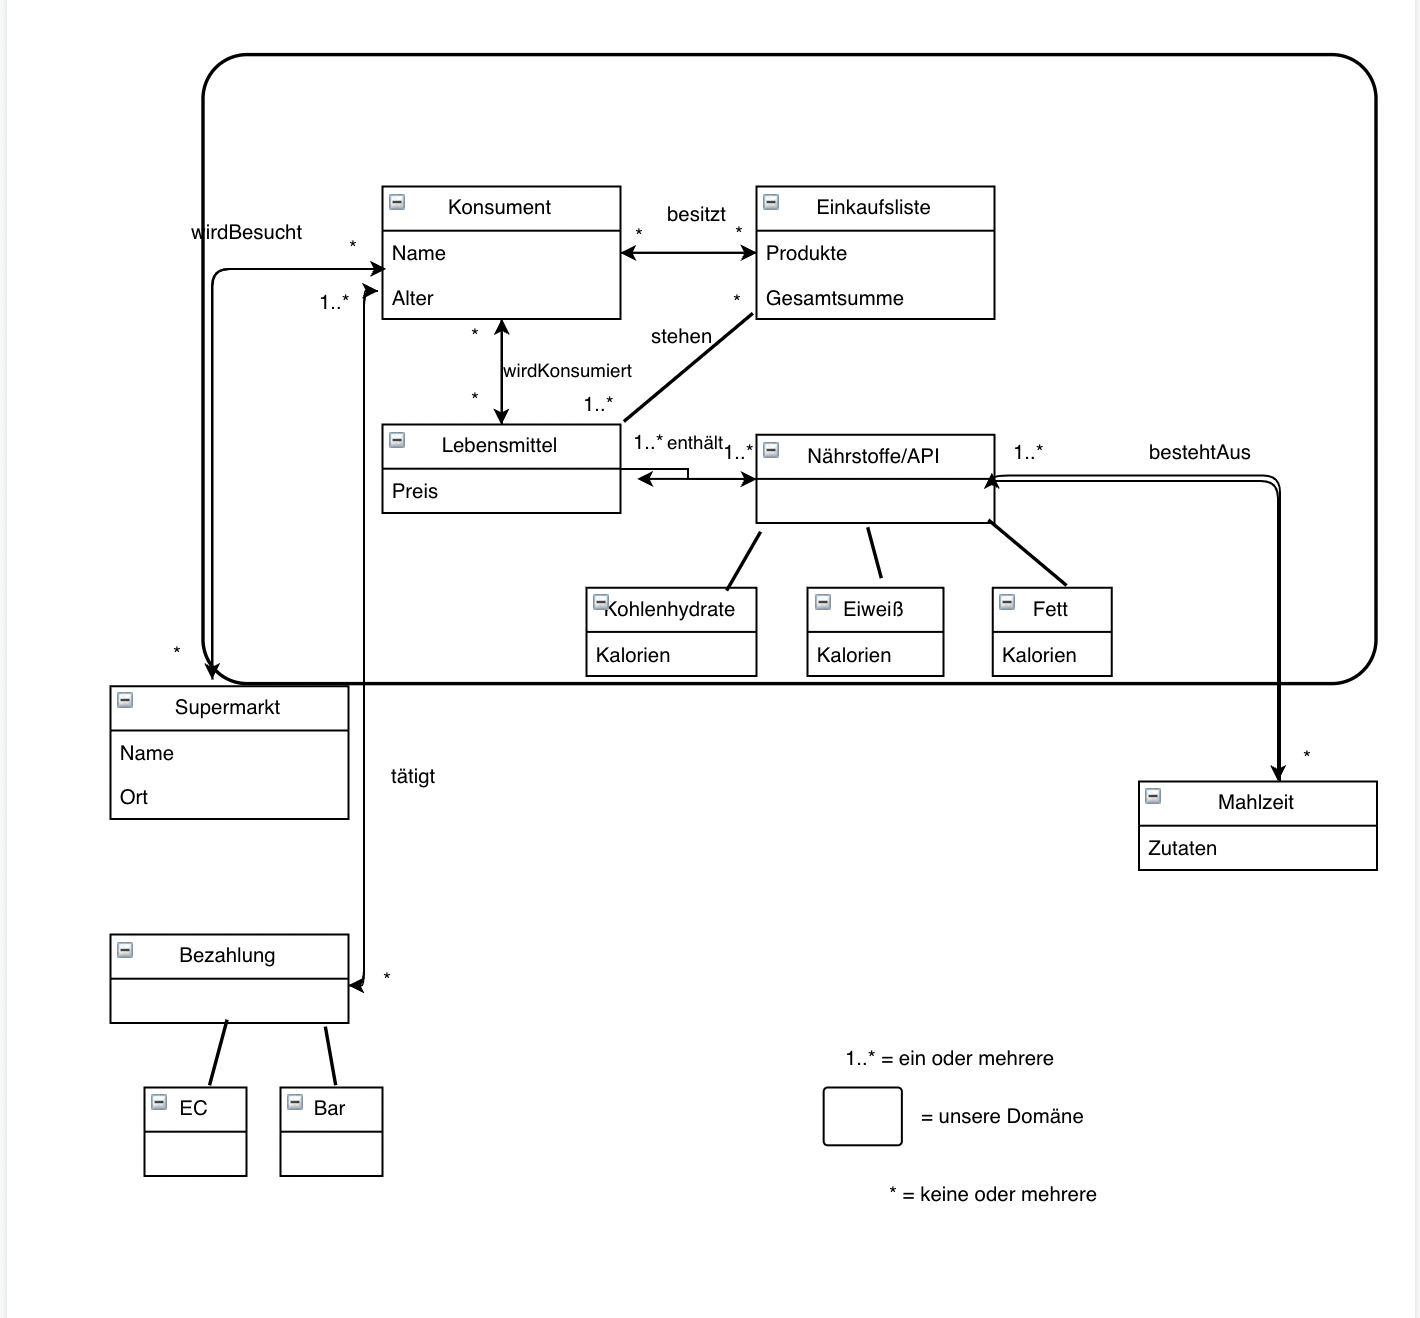 Konsument
Einkaufsliste
besitzt
wirdBesucht
*
*
*
Name
Produkte
1..*
Alter
*
Gesamtsumme
*
stehen
wirdKonsumiert
*
1..*
Lebensmittel
1..*
enthält
1..*
Nährstoffe/API
1..*
bestehtAus
Preis
Kohlenhydrate
Eiweiß
Fett
Kalorien
Kalorien
Kalorien
*
Supermarkt
Name
Ort
tätigt
*
Mahlzeit
Zutaten
Bezahlung
*
EC
Bar
1..* = ein oder mehrere
= unsere Domäne
* = keine oder mehrere